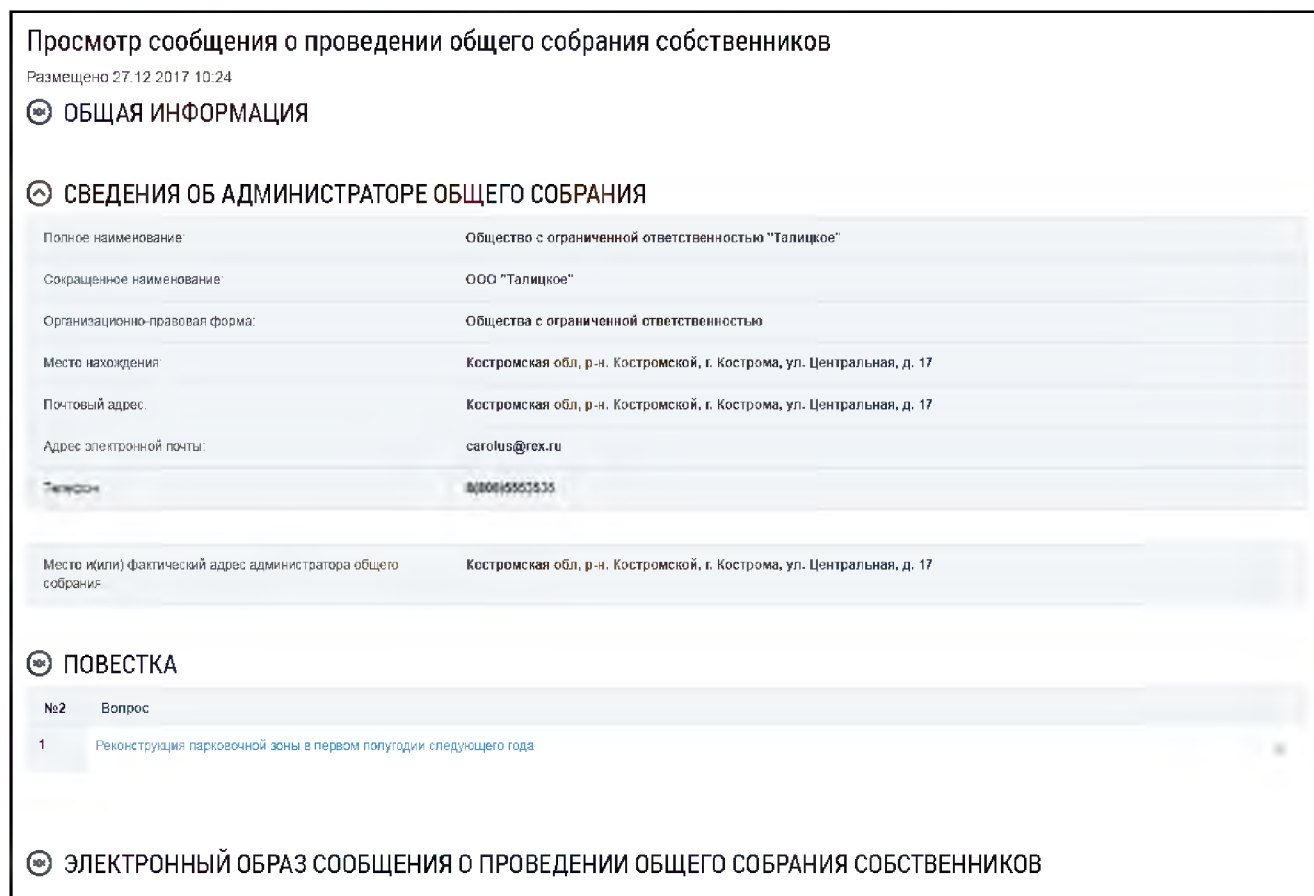 Просмотр сообщения о проведении общего собрания собственников
Размещено 27.12.2017 10:24
ОБЩАЯ ИНФОРМАЦИЯ
СВЕДЕНИЯ ОБ АДМИНИСТРАТОРЕ ОБЩЕГО СОБРАНИЯ
Полное наименование: Общество с ограниченной ответственностью "Талицкое"
Сокращенное наименование: ООО "Талицкое"
Организационно-правовая форма: Общества с ограниченной ответственностью
Место нахождения: Костромская обл, р-н. Костромской, г. Кострома, ул. Центральная, д. 17
Почтовый адрес: Костромская обл, р-н. Костромской, г. Кострома, ул. Центральная, д. 17
Адрес электронной почты: carolus@rex.ru
Телефон
Место и(или) фактический адрес администратора общего Костромская обл, р-н. Костромской, г. Кострома, ул. Центральная, д. 17
собрания
ПОВЕСТКА
№2 Вопрос
1 Реконструкция парковочной зоны в первом полугодии следующего года
ЭЛЕКТРОННЫЙ ОБРАЗ СООБЩЕНИЯ О ПРОВЕДЕНИИ ОБЩЕГО СОБРАНИЯ СОБСТВЕННИКОВ